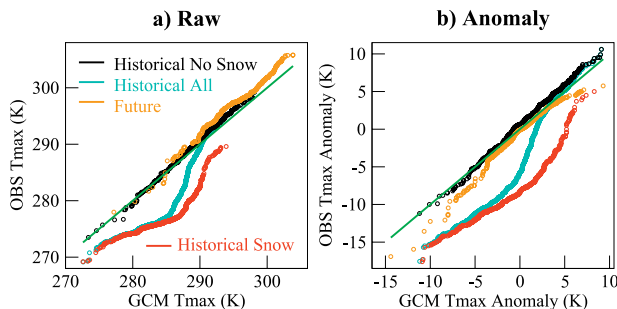 a) Raw
b) Anomaly
Historical No Snow
Historical All
Future
Historical Snow
OBS Tmax (K)
300
290
280
270
270
280
290
300
GCM Tmax (K)
OBS Tmax Anomaly (K)
10
5
0
-5
-10
-15
-15
-10
-5
0
5
10
GCM Tmax Anomaly (K)